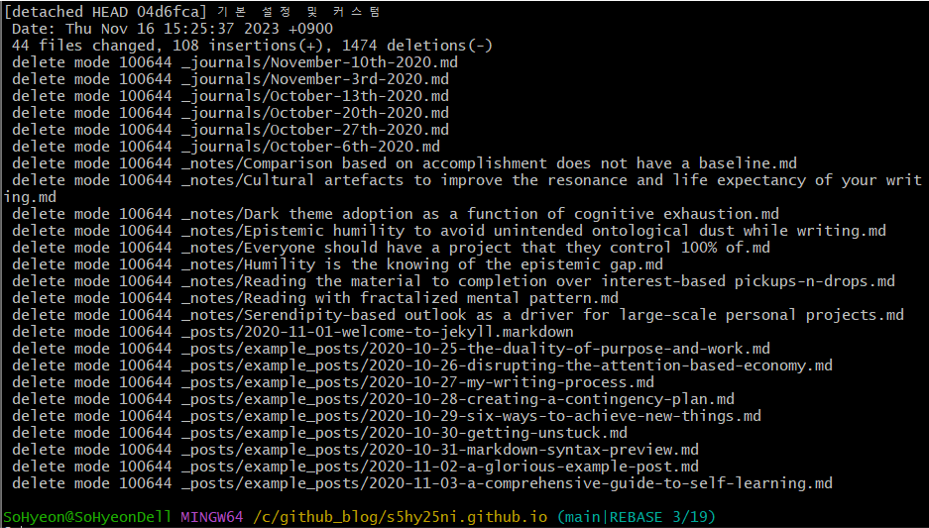 [detached HEAD 04d6fca] 기본 설정 및 커스텀
Date: Thu Nov 16 15:25:37 2023 +0900
44 files changed, 108 insertions(+), 1474 deletions(-)
delete mode 100644 _journals/November-10th-2020.md
delete mode 100644 _journals/November-3rd-2020.md
delete mode 100644 _journals/October-13th-2020.md
delete mode 100644 _journals/October-20th-2020.md
delete mode 100644 _journals/October-27th-2020.md
delete mode 100644 _journals/October-6th-2020.md
delete mode 100644 _notes/Comparison based on accomplishment does not have a baseline.md
delete mode 100644 _notes/Cultural artefacts to improve the resonance and life expectancy of your writ
ing.md
delete mode 100644 _notes/Dark theme adoption as a function of cognitive exhaustion.md
delete mode 100644 _notes/Epistemic humility to avoid unintended ontological dust while writing.md
delete mode 100644 _notes/Everyone should have a project that they control 100% of.md
delete mode 100644 _notes/Humility is the knowing of the epistemic gap.md
delete mode 100644 _notes/Reading the material to completion over interest-based pickups-n-drops.md
delete mode 100644 _notes/Reading with fractalized mental pattern.md
delete mode 100644 _notes/Serendipity-based outlook as a driver for large-scale personal projects.md
delete mode 100644 _posts/2020-11-01-welcome-to-jekyll.markdown
delete mode 100644 _posts/example_posts/2020-10-25-the-duality-of-purpose-and-work.md
delete mode 100644 _posts/example_posts/2020-10-26-disrupting-the-attention-based-economy.md
delete mode 100644 _posts/example_posts/2020-10-27-my-writing-process.md
delete mode 100644 _posts/example_posts/2020-10-28-creating-a-contingency-plan.md
delete mode 100644 _posts/example_posts/2020-10-29-six-ways-to-achieve-new-things.md
delete mode 100644 _posts/example_posts/2020-10-30-getting-unstuck.md
delete mode 100644 _posts/example_posts/2020-10-31-markdown-syntax-preview.md
delete mode 100644 _posts/example_posts/2020-11-02-a-glorious-example-post.md
delete mode 100644 _posts/example_posts/2020-11-03-a-comprehensive-guide-to-self-learning.md
SoHyeon@SoHyeonDell MINGW64 /c/github_blog/s5hy25ni.github.io (main|REBASE 3/19)